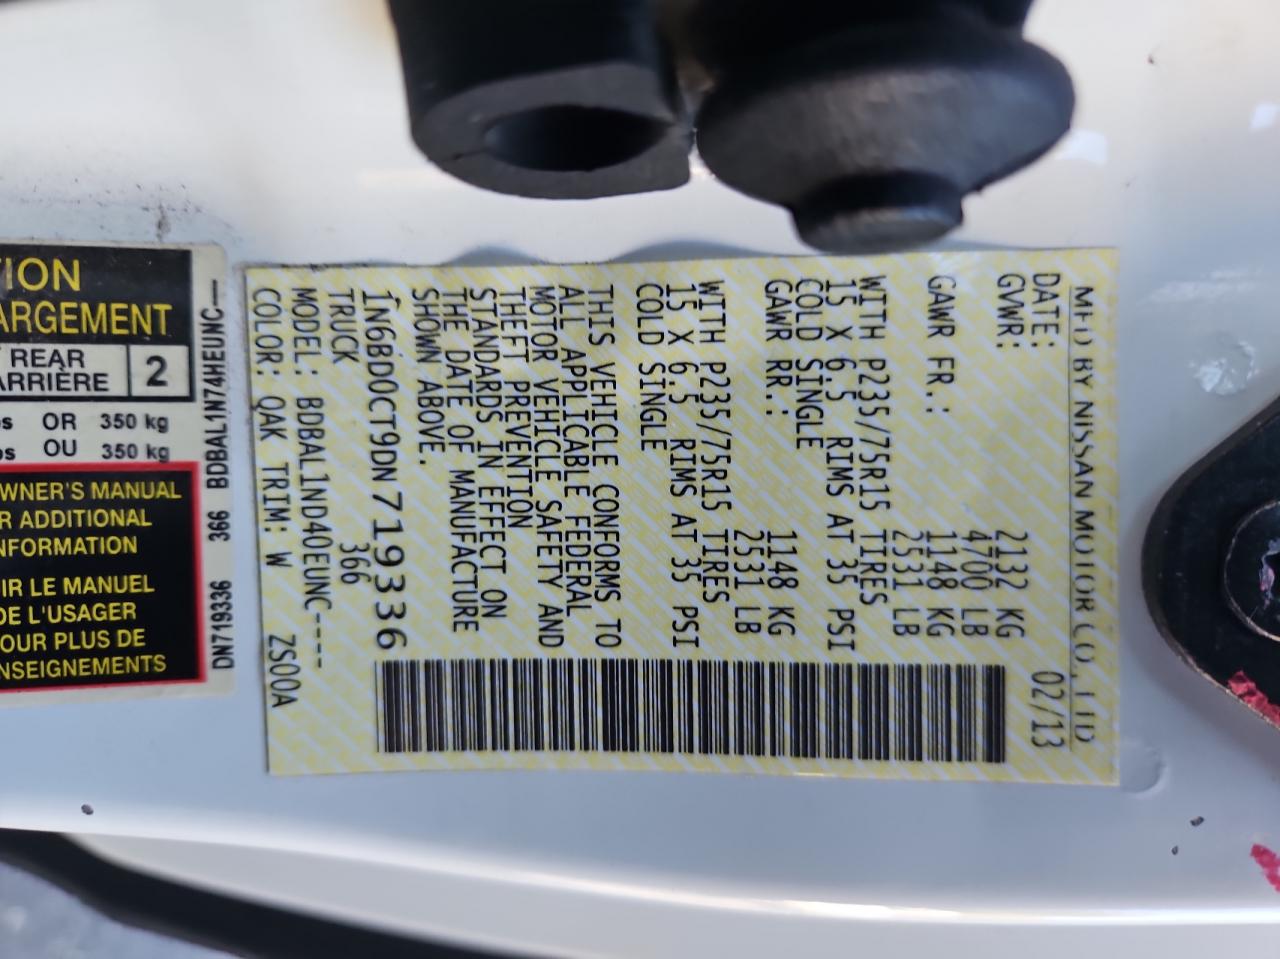 MFD BY NISSAN MOTOR CO., LTD
DATE: 02/13
GVWR: 2132 KG
4700 LB
GAWR FR.: 1148 KG
2531 LB
WITH P235/75R15 TIRES
15 X 6.5 RIMS AT 35 PSI
COLD SINGLE
GAWR RR.: 1148 KG
2531 LB
WITH P235/75R15 TIRES
15 X 6.5 RIMS AT 35 PSI
COLD SINGLE
THIS VEHICLE CONFORMS TO
ALL APPLICABLE FEDERAL
MOTOR VEHICLE SAFETY AND
THEFT PREVENTION
STANDARDS IN EFFECT ON
THE DATE OF MANUFACTURE
SHOWN ABOVE.
1N6BD0CT9DN719336
TRUCK 366
MODEL: BDBAL1ND40EUNC----
COLOR: QAK TRIM: W ZS00A
TION
ARGEMENT
REAR
ARRIÈRE 2
OR 350 kg
OU 350 kg
OWNER'S MANUAL
R ADDITIONAL
NFORMATION
IR LE MANUEL
DE L'USAGER
POUR PLUS DE
NSEIGNEMENTS
BDBAL1N74HEUNC— 366 DN719336